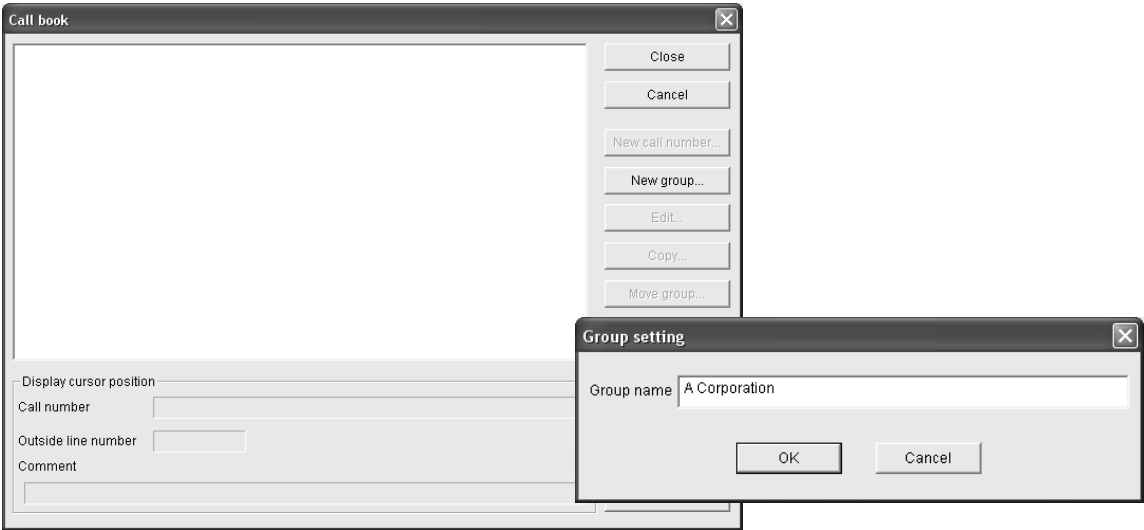 Call book
Close
Cancel
New call number...
New group...
Edit...
Copy...
Move group...
Display cursor position
Call number
Outside line number
Comment
Group setting
Group name A Corporation
OK Cancel